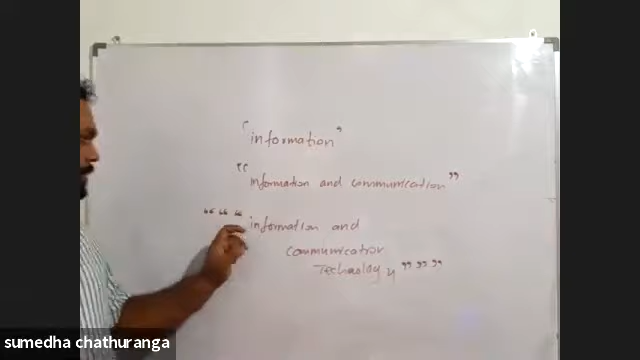 ‘information’
“Information and communication”
“ “ “ information and
communication
Technology ” ” ”
sumedha chathuranga